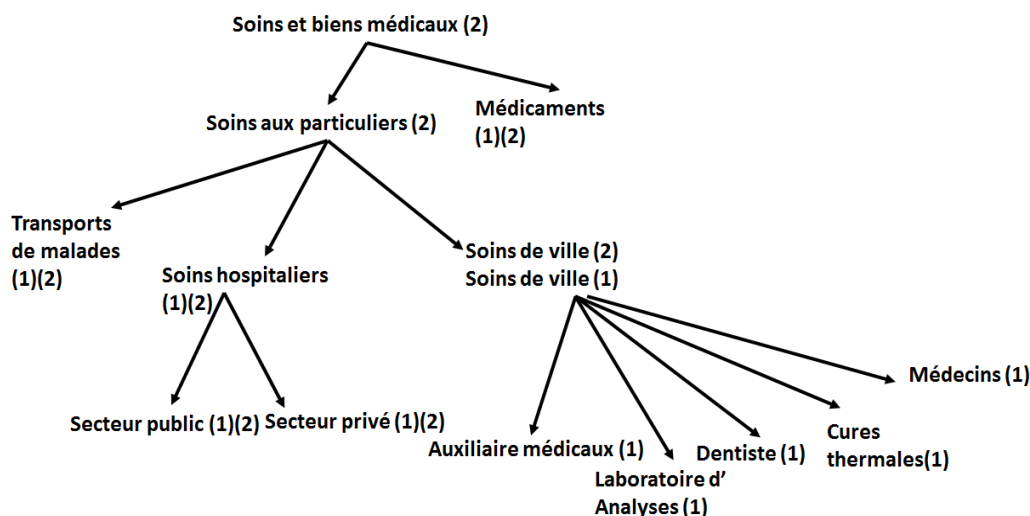 Soins et biens médicaux (2)
Soins aux particuliers (2)
Médicaments
(1)(2)
Transports
de malades
(1)(2)
Soins hospitaliers
(1)(2)
Soins de ville (2)
Soins de ville (1)
Secteur public (1)(2)
Secteur privé (1)(2)
Auxiliaire médicaux (1)
Laboratoire d’
Analyses (1)
Dentiste (1)
Cures
thermales(1)
Médecins (1)